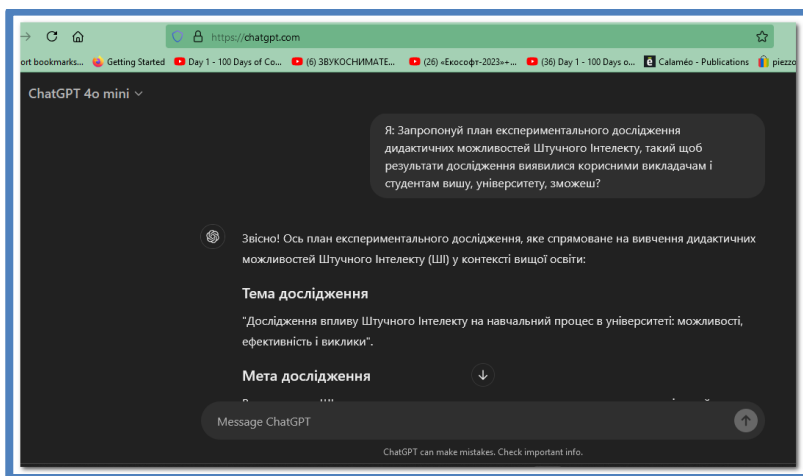 https://chatgpt.com
ort bookmarks... Getting Started Day 1 - 100 Days of Co... (6) ЗВУКОСНИМАТЕ... (26) «Екософт-2023»+... (36) Day 1 - 100 Days o... Calaméo - Publications piezzo
ChatGPT 4o mini
Я: Запропонуй план експериментального дослідження
дидактичних можливостей Штучного Інтелекту, такий щоб
результати дослідження виявилися корисними викладачам і
студентам вишу, університету, зможеш?
Звісно! Ось план експериментального дослідження, яке спрямоване на вивчення дидактичних
можливостей Штучного Інтелекту (ШІ) у контексті вищої освіти:
Тема дослідження
"Дослідження впливу Штучного Інтелекту на навчальний процес в університеті: можливості,
ефективність і виклики".
Мета дослідження
Message ChatGPT
ChatGPT can make mistakes. Check important info.